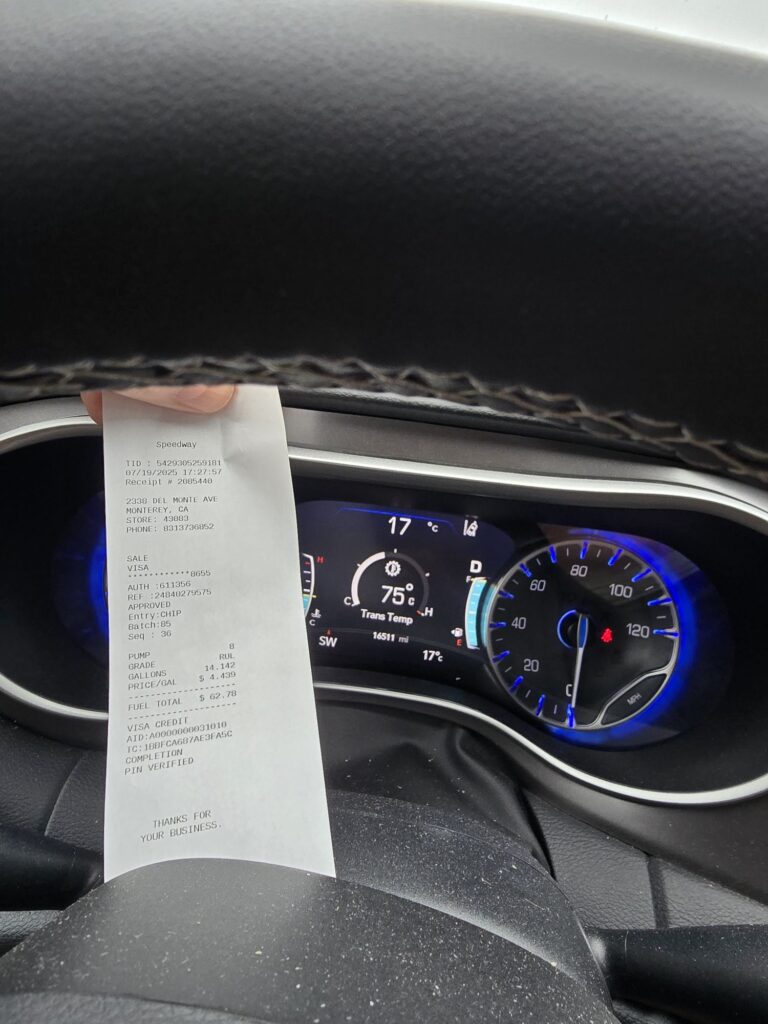 Speedway
TID : 5429305259181
07/19/2025 17:27:57
Receipt # 2085440
2338 DEL MONTE AVE
MONTEREY, CA
STORE: 43083
PHONE: 8313736852
SALE
VISA
************8655
AUTH :611356
REF :24840279575
APPROVED
Entry:CHIP
Batch:85
Seq : 36
PUMP 8
GRADE RUL
GALLONS 14.142
PRICE/GAL $ 4.439
--------------------
FUEL TOTAL $ 62.78
--------------------
VISA CREDIT
AID:A0000000031010
TC:1BBFCA6B7AE3FA5C
COMPLETION
PIN VERIFIED
THANKS FOR
YOUR BUSINESS.
17 °C
H
C
75°
C H
Trans Temp
16511 mi
SW
17°c
D
F
E
0
20
40
60
80
100
120
MPH